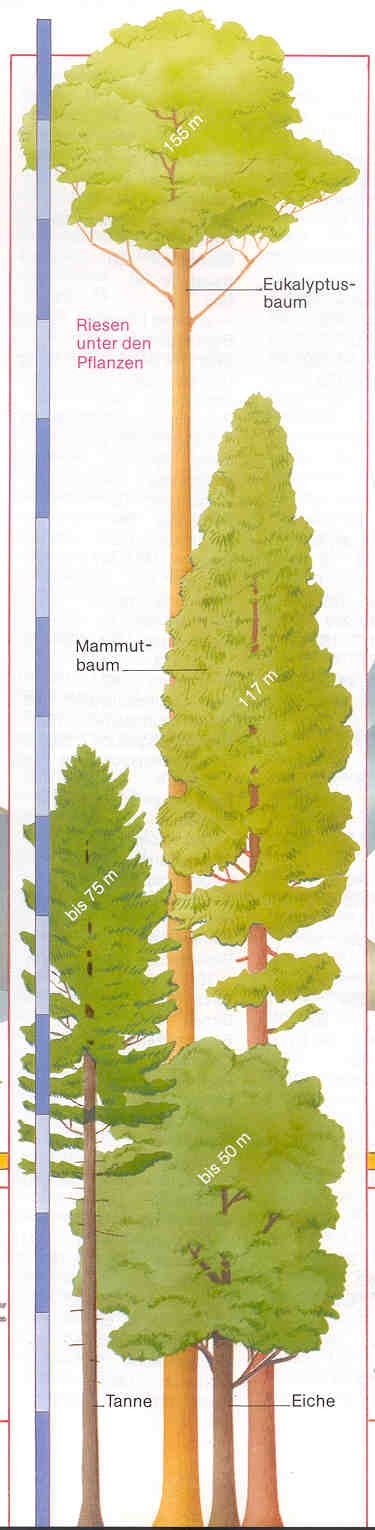 155 m
Eukalyptus-
baum
Riesen
unter den
Pflanzen
Mammut-
baum
117 m
bis 75 m
bis 50 m
Tanne
Eiche